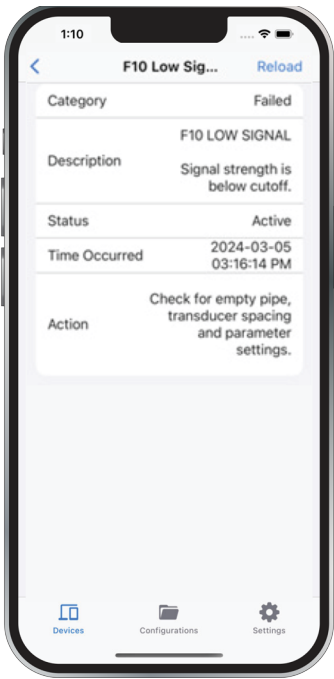 1:10
F10 Low Sig... Reload
Category Failed
Description
F10 LOW SIGNAL
Signal strength is
below cutoff.
Status Active
Time Occurred
2024-03-05
03:16:14 PM
Action
Check for empty pipe,
transducer spacing
and parameter
settings.
Devices Configurations Settings